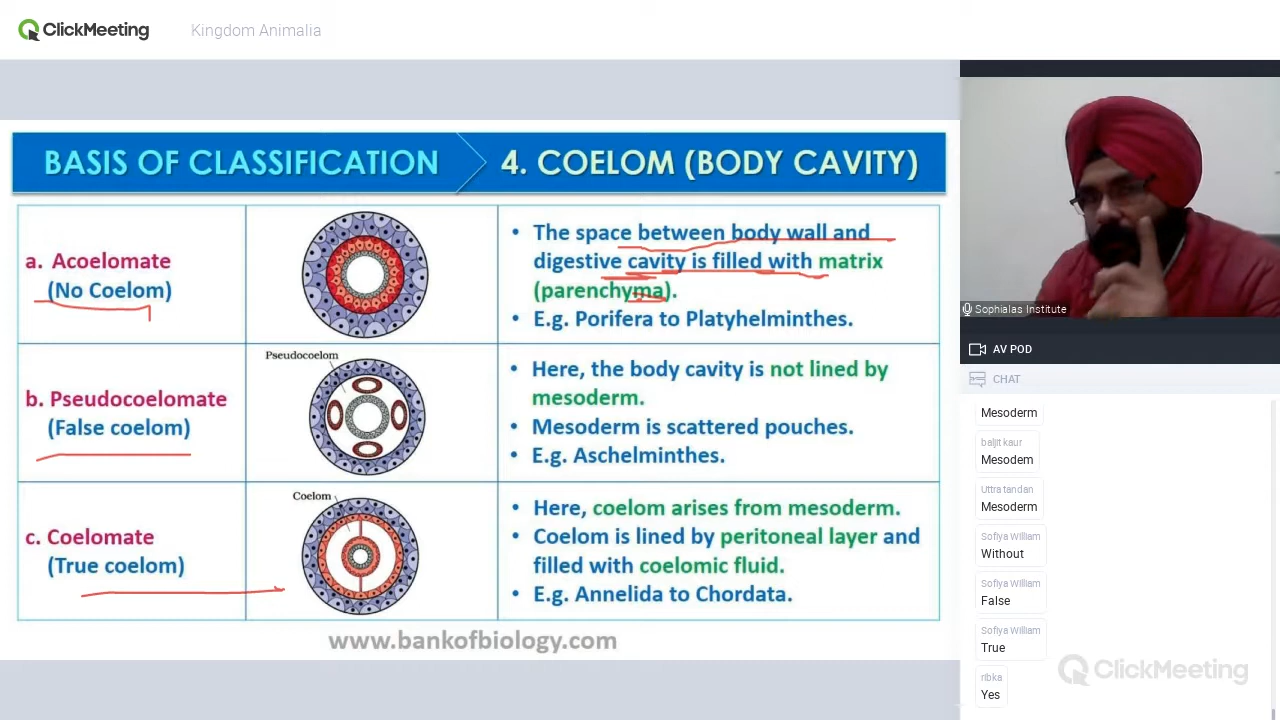 ClickMeeting
Kingdom Animalia
BASIS OF CLASSIFICATION
4. COELOM (BODY CAVITY)
a. Acoelomate
(No Coelom)
• The space between body wall and
digestive cavity is filled with matrix
(parenchyma).
• E.g. Porifera to Platyhelminthes.
b. Pseudocoelomate
(False coelom)
Pseudocoelom
• Here, the body cavity is not lined by
mesoderm.
• Mesoderm is scattered pouches.
• E.g. Aschelminthes.
c. Coelomate
(True coelom)
Coelom
• Here, coelom arises from mesoderm.
• Coelom is lined by peritoneal layer and
filled with coelomic fluid.
• E.g. Annelida to Chordata.
www.bankofbiology.com
Sophialas Institute
AV POD
CHAT
Mesoderm
baljit kaur
Mesodem
Uttra tandan
Mesoderm
Sofiya William
Without
Sofiya William
False
Sofiya William
True
ribka
Yes
ClickMeeting